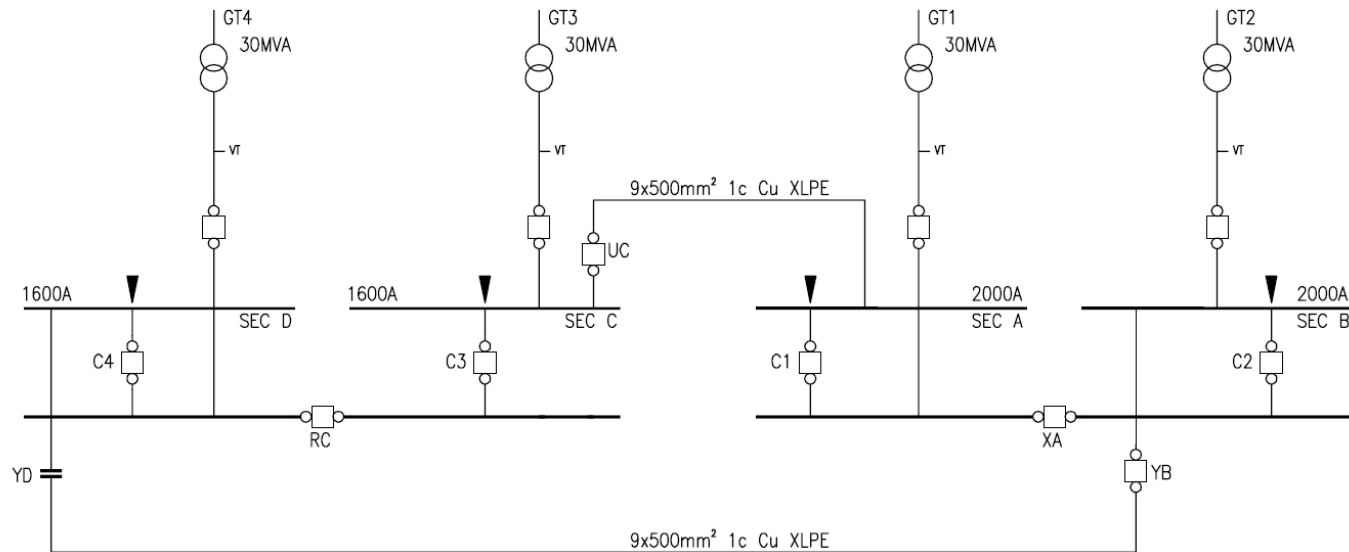 GT4
30MVA
GT3
30MVA
GT1
30MVA
GT2
30MVA
VT
VT
VT
VT
9x500mm² 1c Cu XLPE
UC
1600A
SEC D
1600A
SEC C
2000A
SEC A
2000A
SEC B
C4
C3
C1
C2
RC
XA
YD
YB
9x500mm² 1c Cu XLPE